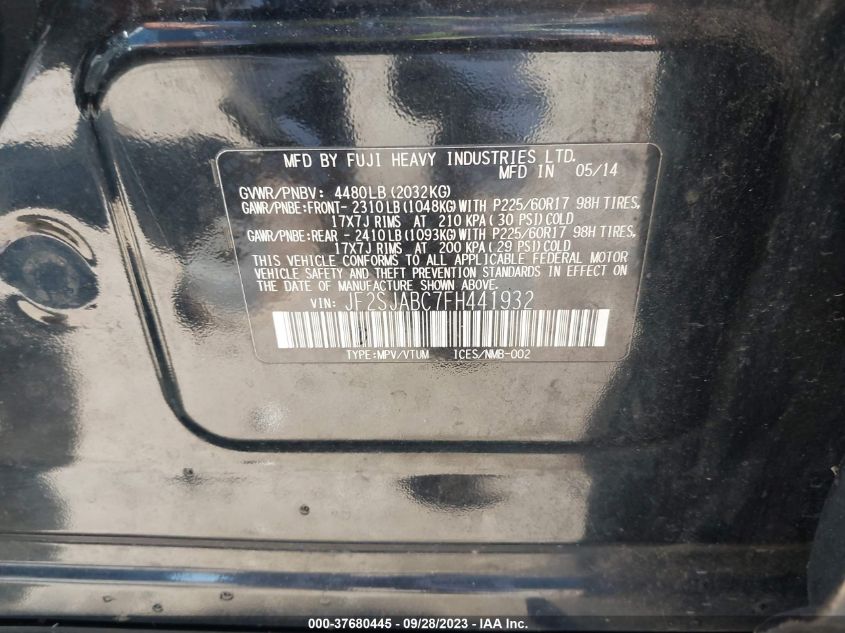 MFD BY FUJI HEAVY INDUSTRIES LTD.
MFD IN 05/14
GVWR/PNBV: 4480LB(2032KG)
GAWR/PNBE:FRONT-2310LB(1048KG)WITH P225/60R17 98H TIRES,
17X7J RIMS AT 210 KPA(30 PSI)COLD
GAWR/PNBE:REAR -2410LB(1093KG)WITH P225/60R17 98H TIRES,
17X7J RIMS AT 200 KPA(29 PSI)COLD
THIS VEHICLE CONFORMS TO ALL APPLICABLE FEDERAL MOTOR
VEHICLE SAFETY AND THEFT PREVENTION STANDARDS IN EFFECT ON
THE DATE OF MANUFACTURE SHOWN ABOVE.
VIN: JF2SJABC7FH441932
TYPE:MPV/VTUM ICES/NMB-002
000-37680445 - 09/28/2023 - IAA Inc.